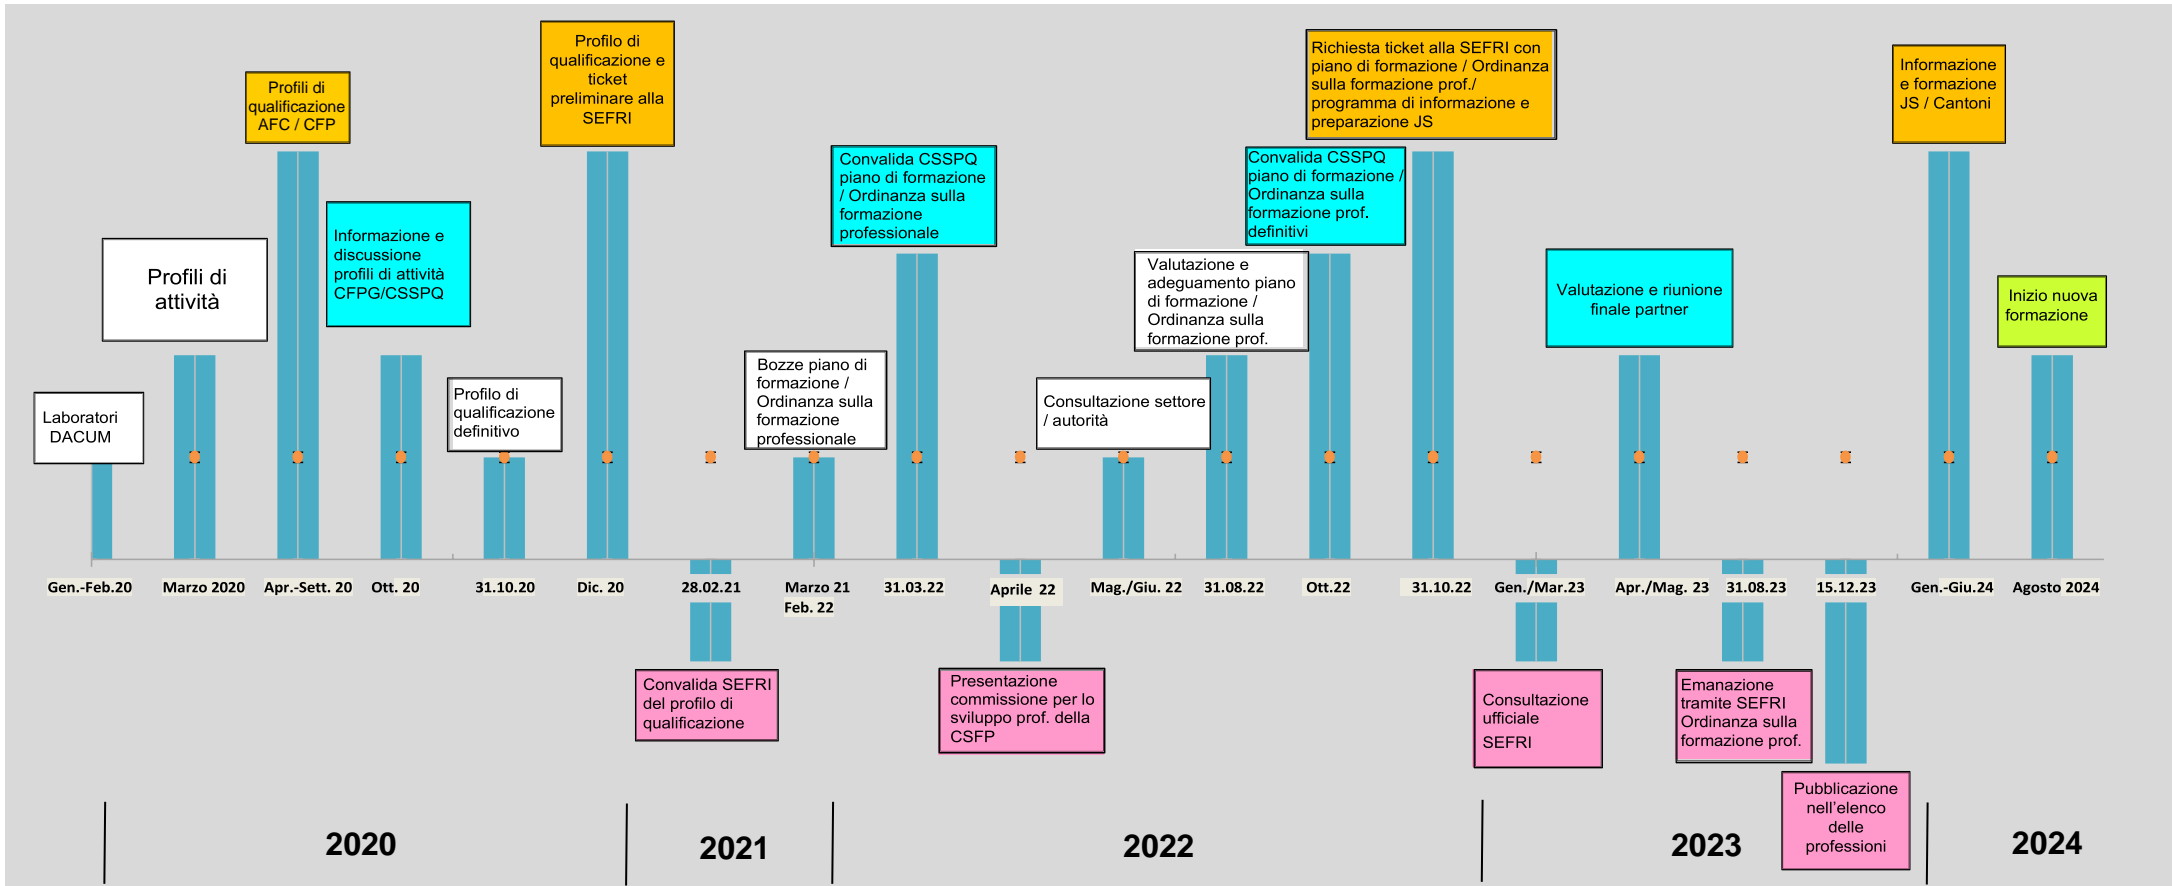 Laboratori
DACUM
Profili di
attività
Profili di
qualificazione
AFC / CFP
Informazione e
discussione
profili di attività
CFPG/CSSPQ
Profilo di
qualificazione
definitivo
Profilo di
qualificazione e
ticket
preliminare alla
SEFRI
Bozze piano di
formazione /
Ordinanza sulla
formazione
professionale
Convalida CSSPQ
piano di formazione
/ Ordinanza sulla
formazione
professionale
Consultazione settore
/ autorità
Valutazione e
adeguamento piano
di formazione /
Ordinanza sulla
formazione prof.
Convalida CSSPQ
piano di formazione /
Ordinanza sulla
formazione prof.
definitivi
Richiesta ticket alla SEFRI con
piano di formazione / Ordinanza
sulla formazione prof./
programma di informazione e
preparazione JS
Valutazione e riunione
finale partner
Informazione
e formazione
JS / Cantoni
Inizio nuova
formazione
Gen.-Feb.20
Marzo 2020
Apr.-Sett. 20
Ott. 20
31.10.20
Dic. 20
28.02.21
Marzo 21
Feb. 22
31.03.22
Aprile 22
Mag./Giu. 22
31.08.22
Ott.22
31.10.22
Gen./Mar.23
Apr./Mag. 23
31.08.23
15.12.23
Gen.-Giu.24
Agosto 2024
Convalida SEFRI
del profilo di
qualificazione
Presentazione
commissione per lo
sviluppo prof. della
CSFP
Consultazione
ufficiale
SEFRI
Emanazione
tramite SEFRI
Ordinanza sulla
formazione prof.
Pubblicazione
nell'elenco
delle
professioni
2020
2021
2022
2023
2024